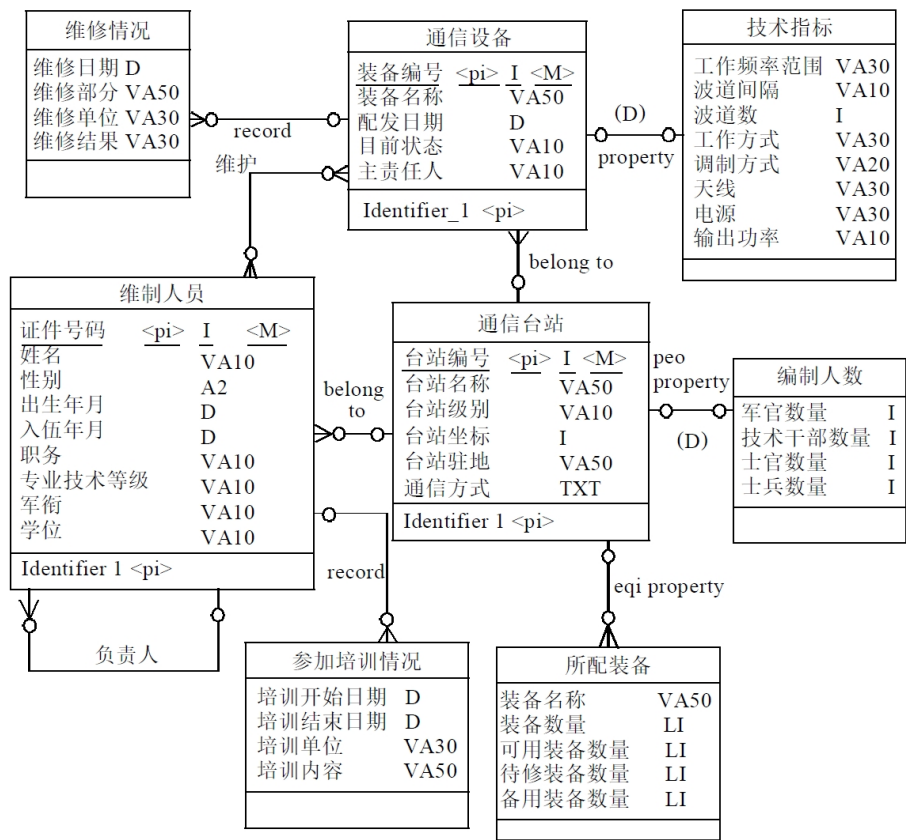 维修情况
维修日期 D
维修部分 VA50
维修单位 VA30
维修结果 VA30
record
维护
通信设备
装备编号 <pi> I <M>
装备名称 VA50
配发日期 D
目前状态 VA10
主责任人 VA10
Identifier_1 <pi>
(D)
property
技术指标
工作频率范围 VA30
波道间隔 VA10
波道数 I
工作方式 VA30
调制方式 VA20
天线 VA30
电源 VA30
输出功率 VA10
belong to
维制人员
证件号码 <pi> I <M>
姓名 VA10
性别 A2
出生年月 D
入伍年月 D
职务 VA10
专业技术等级 VA10
军衔 VA10
学位 VA10
Identifier 1 <pi>
belong
to
通信台站
台站编号 <pi> I <M>
台站名称 VA50
台站级别 VA10
台站坐标 I
台站驻地 VA50
通信方式 TXT
Identifier 1 <pi>
peo
property
(D)
编制人数
军官数量 I
技术干部数量 I
士官数量 I
士兵数量 I
record
eqi property
负责人
参加培训情况
培训开始日期 D
培训结束日期 D
培训单位 VA30
培训内容 VA50
所配装备
装备名称 VA50
装备数量 LI
可用装备数量 LI
待修装备数量 LI
备用装备数量 LI